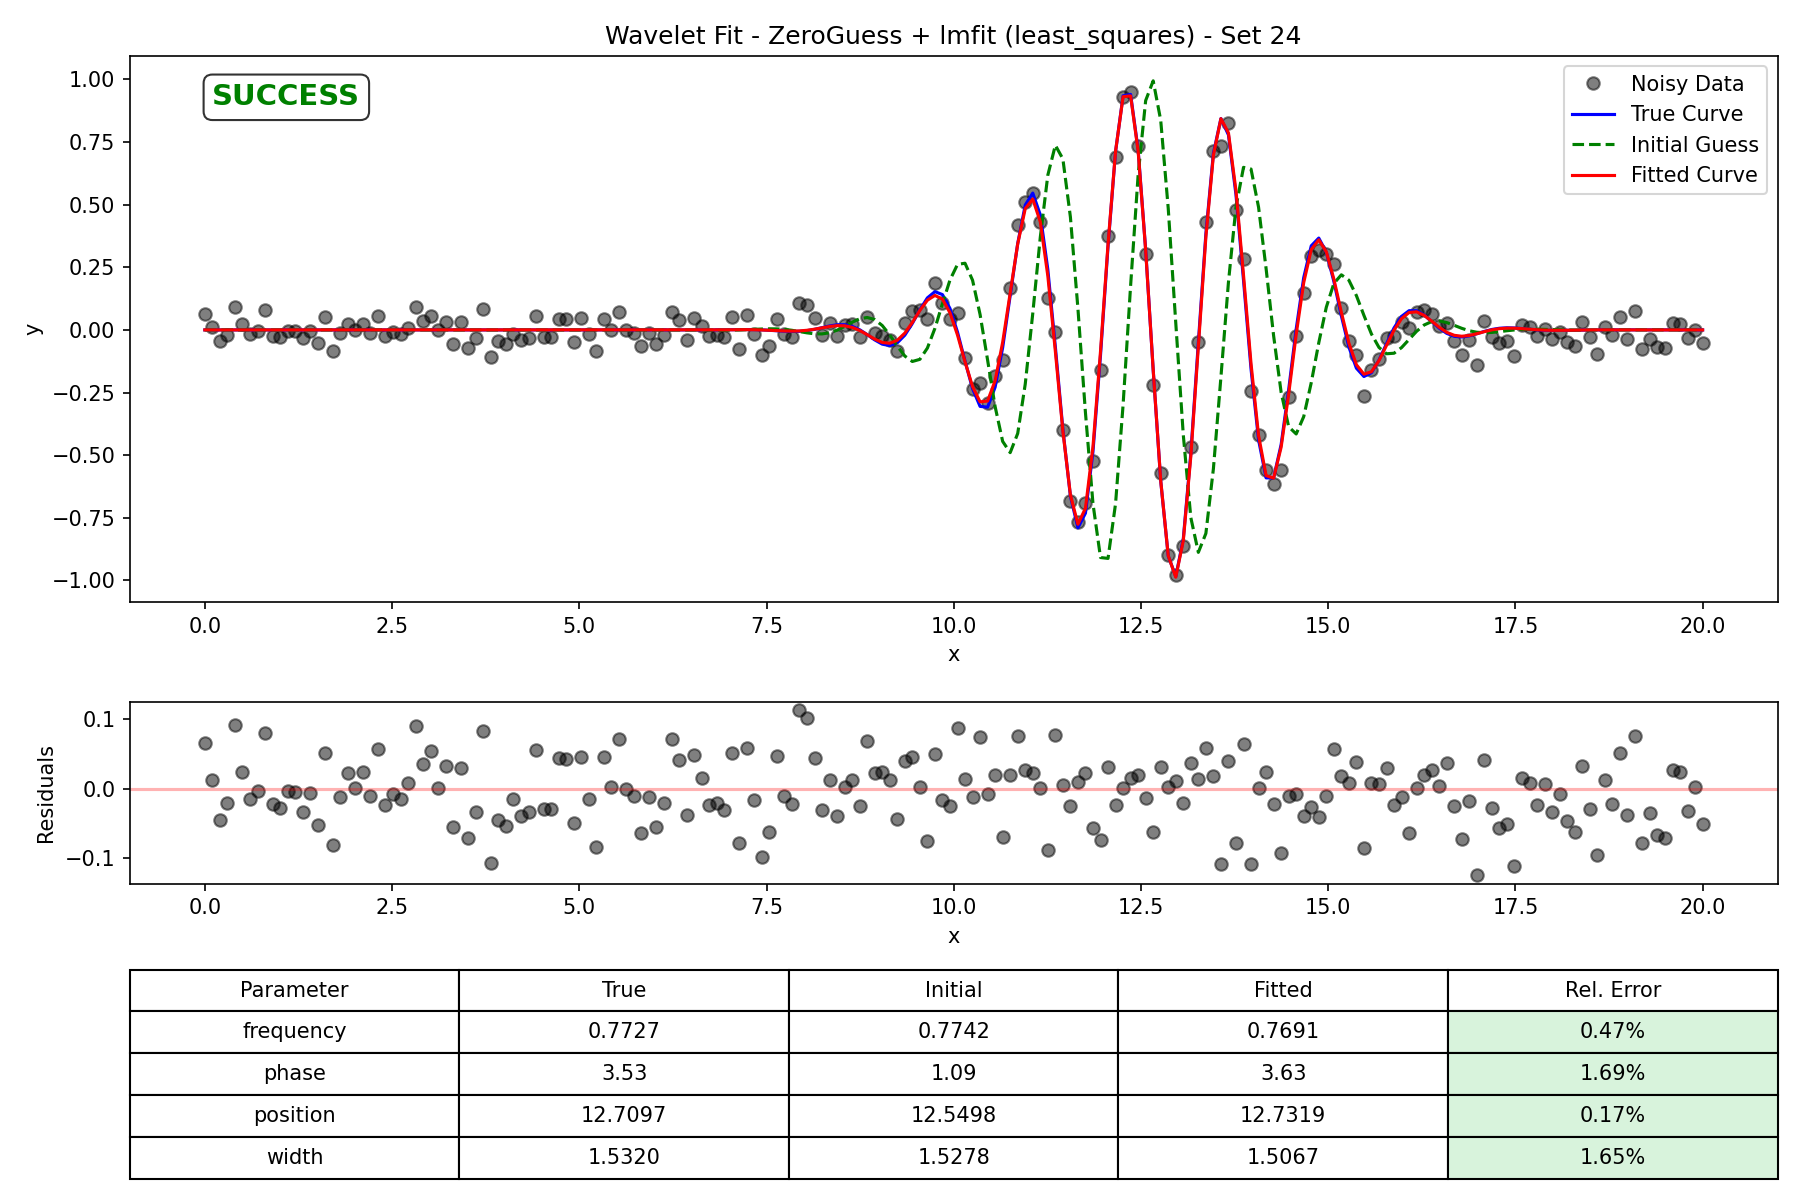 Wavelet Fit - ZeroGuess + lmfit (least_squares) - Set 24
SUCCESS
Noisy Data
True Curve
Initial Guess
Fitted Curve
1.00
0.75
0.50
0.25
0.00
−0.25
−0.50
−0.75
−1.00
y
0.0 2.5 5.0 7.5 10.0 12.5 15.0 17.5 20.0
x
0.1
0.0
−0.1
Residuals
0.0 2.5 5.0 7.5 10.0 12.5 15.0 17.5 20.0
x
Parameter True Initial Fitted Rel. Error
frequency 0.7727 0.7742 0.7691 0.47%
phase 3.53 1.09 3.63 1.69%
position 12.7097 12.5498 12.7319 0.17%
width 1.5320 1.5278 1.5067 1.65%